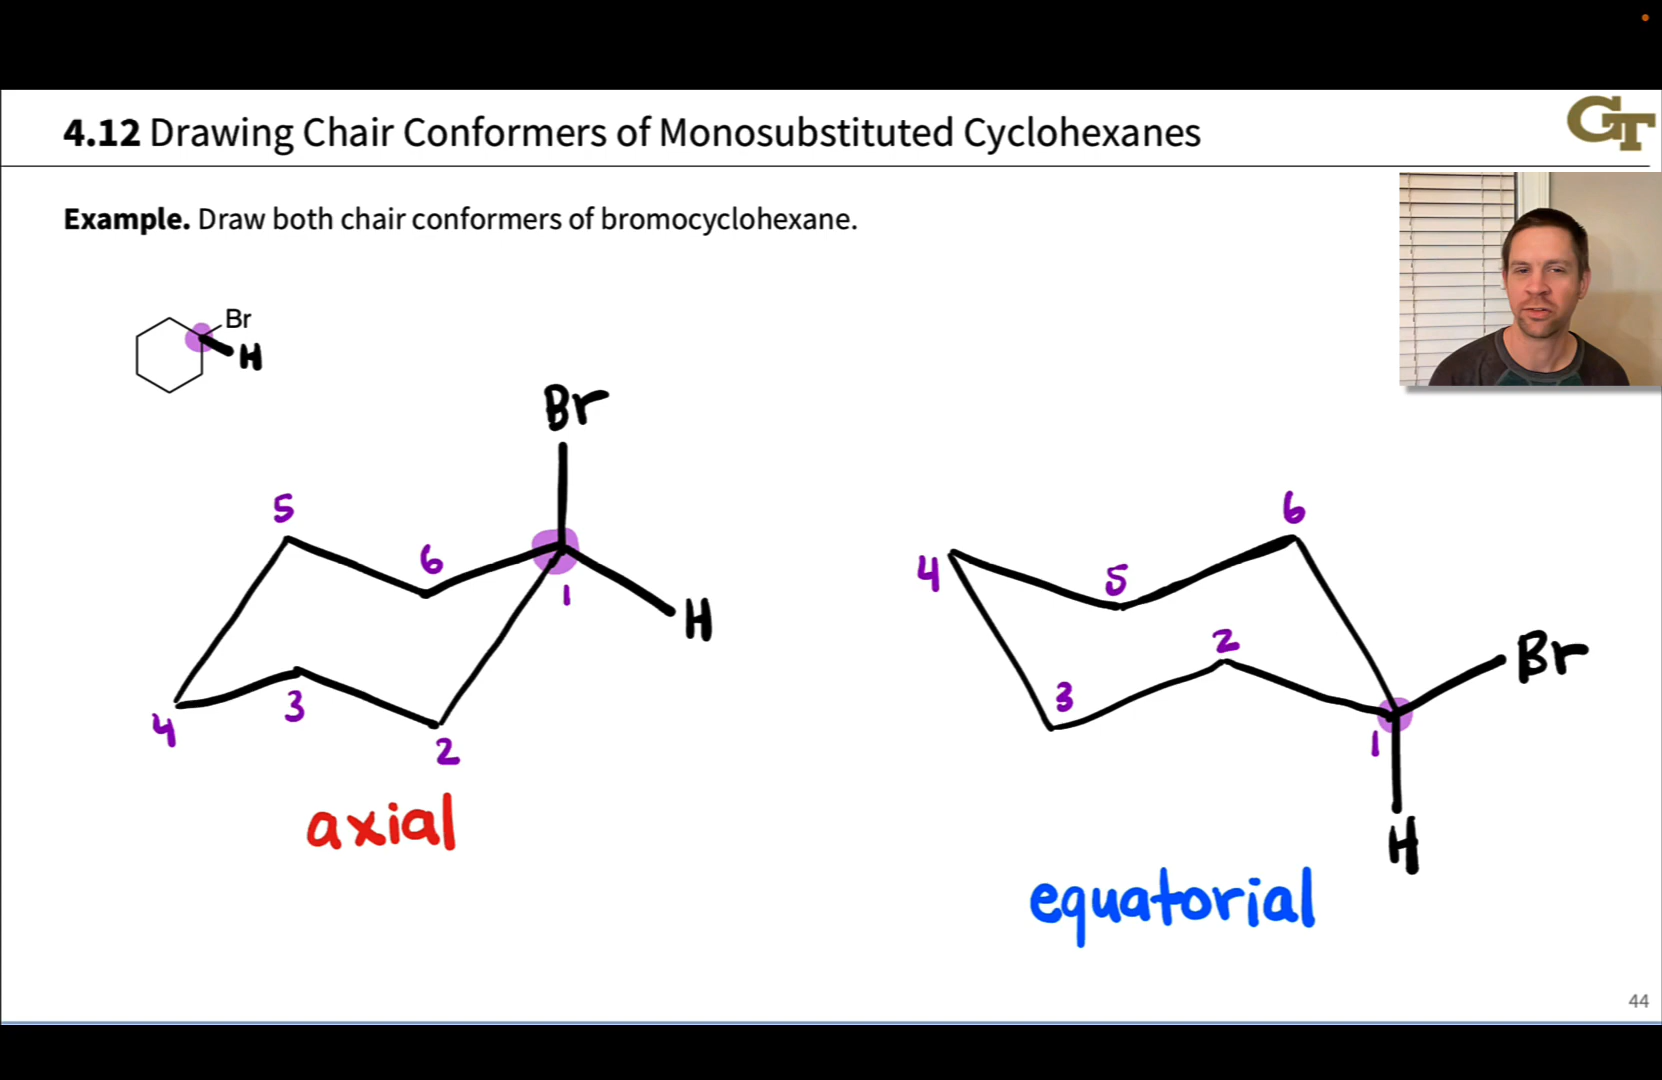 4.12 Drawing Chair Conformers of Monosubstituted Cyclohexanes
GT
Example. Draw both chair conformers of bromocyclohexane.
Br
H
Br
5
6
1
H
4
3
2
axial
6
4
5
2
Br
3
1
H
equatorial
44